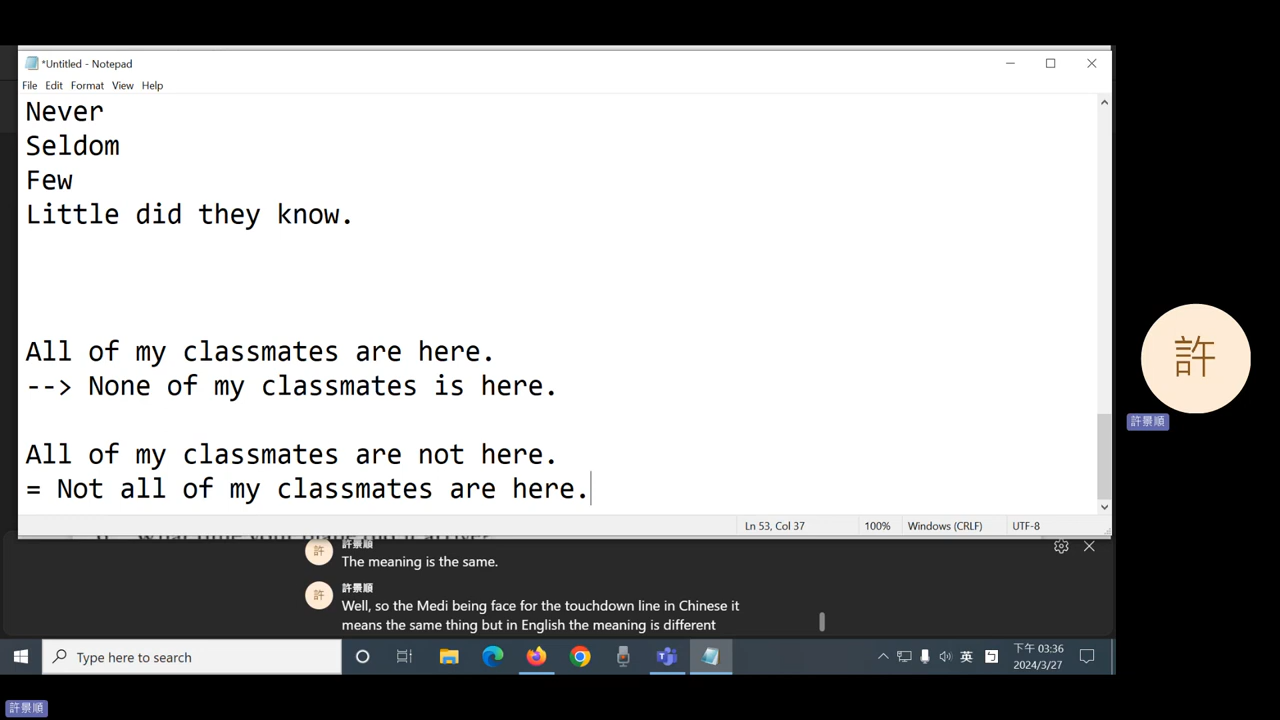 *Untitled - Notepad
File Edit Format View Help
Never
Seldom
Few
Little did they know.
All of my classmates are here.
--> None of my classmates is here.
All of my classmates are not here.
= Not all of my classmates are here.
Ln 53, Col 37 100% Windows (CRLF) UTF-8
許景順
許
The meaning is the same.
許景順
許
Well, so the Medi being face for the touchdown line in Chinese it
means the same thing but in English the meaning is different
許
許景順
Type here to search
英
下午 03:36
2024/3/27
許景順